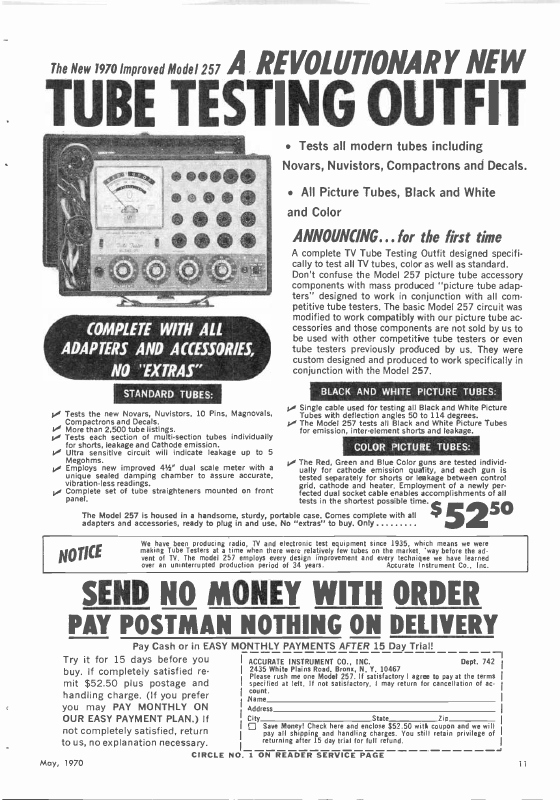 The New 1970 Improved Model 257 A REVOLUTIONARY NEW
TUBE TESTING OUTFIT
• Tests all modern tubes including
Novars, Nuvistors, Compactrons and Decals.
• All Picture Tubes, Black and White
and Color
ANNOUNCING... for the first time
A complete TV Tube Testing Outfit designed specifi-
cally to test all TV tubes, color as well as standard.
Don't confuse the Model 257 picture tube accessory
components with mass produced "picture tube adap-
ters" designed to work in conjunction with all com-
petitive tube testers. The basic Model 257 circuit was
modified to work compatibly with our picture tube ac-
cessories and those components are not sold by us to
be used with other competitive tube testers or even
tube testers previously produced by us. They were
custom designed and produced to work specifically in
conjunction with the Model 257.
COMPLETE WITH ALL
ADAPTERS AND ACCESSORIES,
NO "EXTRAS"
STANDARD TUBES:
Tests the new Novars, Nuvistors, 10 Pins, Magnovals,
Compactrons and Decals.
More than 2,500 tube listings.
Tests each section of multi-section tubes individually
for shorts, leakage and Cathode emission.
Ultra sensitive circuit will indicate leakage up to 5
Megohms.
Employs new improved 4½" dual scale meter with a
unique sealed damping chamber to assure accurate,
vibration-less readings.
Complete set of tube straighteners mounted on front
panel.
BLACK AND WHITE PICTURE TUBES:
Single cable used for testing all Black and White Picture
Tubes with deflection angles 50 to 114 degrees.
The Model 257 tests all Black and White Picture Tubes
for emission, inter-element shorts and leakage.
COLOR PICTURE TUBES:
The Red, Green and Blue Color guns are tested individ-
ually for cathode emission quality, and each gun is
tested separately for shorts or leakage between control
grid, cathode and heater. Employment of a newly per-
fected dual socket cable enables accomplishments of all
tests in the shortest possible time.
The Model 257 is housed in a handsome, sturdy, portable case. Comes complete with all
adapters and accessories, ready to plug in and use. No "extras" to buy. Only .........
$52 50
NOTICE
We have been producing radio, TV and electronic test equipment since 1935, which means we were
making Tube Testers at a time when there were relatively few tubes on the market, 'way before the ad-
vent of TV. The model 257 employs every design improvement and every technique we have learned
over an uninterrupted production period of 34 years. Accurate Instrument Co., Inc.
SEND NO MONEY WITH ORDER
PAY POSTMAN NOTHING ON DELIVERY
Pay Cash or in EASY MONTHLY PAYMENTS AFTER 15 Day Trial!
Try it for 15 days before you
buy. If completely satisfied re-
mit $52.50 plus postage and
handling charge. (If you prefer
you may PAY MONTHLY ON
OUR EASY PAYMENT PLAN.) If
not completely satisfied, return
to us, no explanation necessary.
ACCURATE INSTRUMENT CO., INC. Dept. 742
2435 White Plains Road, Bronx, N. Y. 10467
Please rush me one Model 257. If satisfactory I agree to pay at the terms
specified at left. If not satisfactory, I may return for cancellation of ac-
count.
Name
Address
City State Zip
Save Money! Check here and enclose $52.50 with coupon and we will
pay all shipping and handling charges. You still retain privilege of
returning after 15 day trial for full refund.
CIRCLE NO. 1 ON READER SERVICE PAGE
May, 1970 11